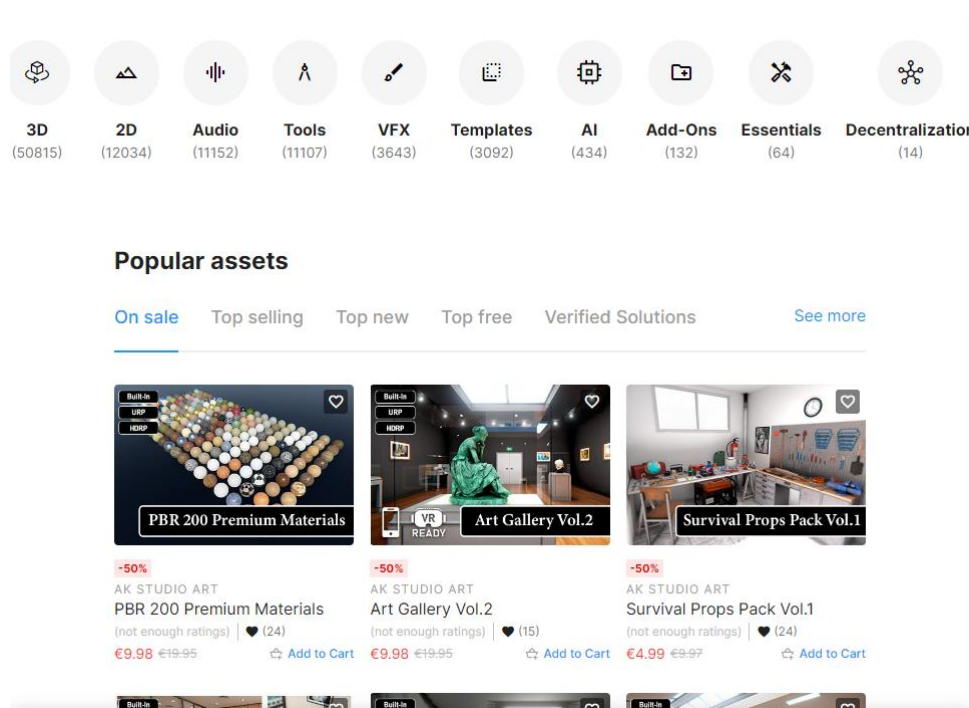 3D 2D Audio Tools VFX Templates AI Add-Ons Essentials Decentralization
(50815) (12034) (11152) (11107) (3643) (3092) (434) (132) (64) (14)
Popular assets
On sale Top selling Top new Top free Verified Solutions See more
Built-In
URP
HDRP
PBR 200 Premium Materials
-50%
AK STUDIO ART
PBR 200 Premium Materials
(not enough ratings) (24)
€9.98 €19.95 Add to Cart
Built-In
URP
HDRP
VR
READY
Art Gallery Vol.2
-50%
AK STUDIO ART
Art Gallery Vol.2
(not enough ratings) (15)
€9.98 €19.95 Add to Cart
Survival Props Pack Vol.1
-50%
AK STUDIO ART
Survival Props Pack Vol.1
(not enough ratings) (24)
€4.99 €9.97 Add to Cart
Built-In
Built-In
Built-In